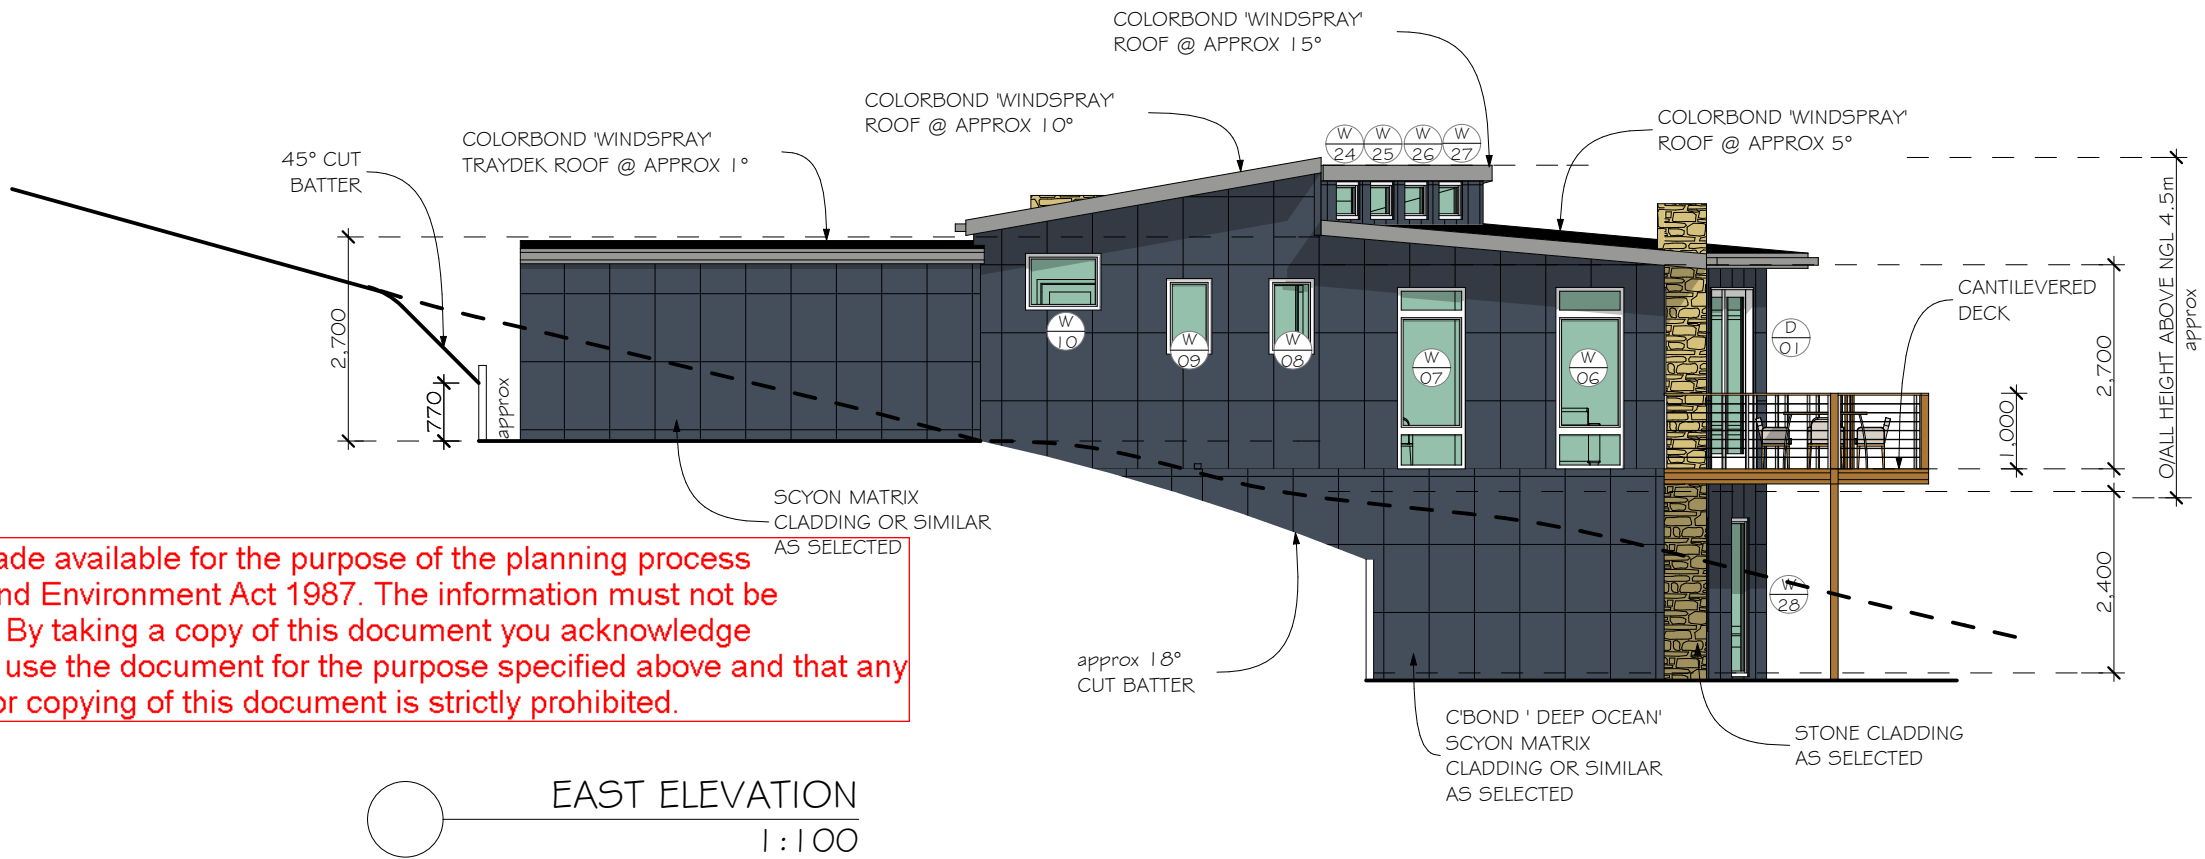 COLORBOND 'WINDSPRAY'
ROOF @ APPROX 15°
COLORBOND 'WINDSPRAY'
ROOF @ APPROX 10°
COLORBOND 'WINDSPRAY'
ROOF @ APPROX 5°
COLORBOND 'WINDSPRAY'
TRAYDEK ROOF @ APPROX 1°
45° CUT
BATTER
W
24
W
25
W
26
W
27
2,700
770
approx
W
10
W
09
W
08
W
07
W
06
D
01
CANTILEVERED
DECK
1,000
2,700
2,400
O/ALL HEIGHT ABOVE NGL 4.5m
approx
W
28
SCYON MATRIX
CLADDING OR SIMILAR
AS SELECTED
ade available for the purpose of the planning process
nd Environment Act 1987. The information must not be
By taking a copy of this document you acknowledge
use the document for the purpose specified above and that any
or copying of this document is strictly prohibited.
approx 18°
CUT BATTER
C'BOND ' DEEP OCEAN'
SCYON MATRIX
CLADDING OR SIMILAR
AS SELECTED
STONE CLADDING
AS SELECTED
EAST ELEVATION
1:100